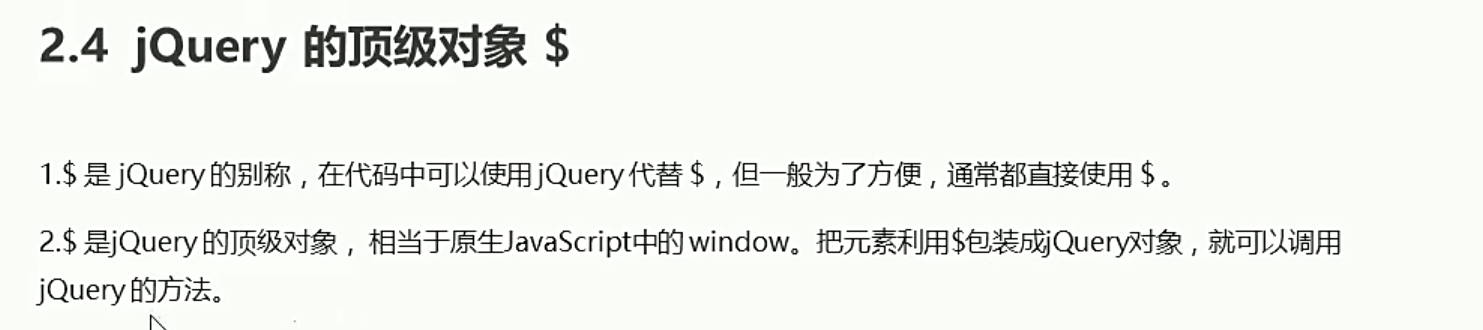 2.4 jQuery 的顶级对象 $
1.$ 是 jQuery 的别称，在代码中可以使用 jQuery 代替 $，但一般为了方便，通常都直接使用 $ 。
2.$ 是jQuery 的顶级对象， 相当于原生JavaScript中的 window。把元素利用$包装成jQuery对象，就可以调用
jQuery 的方法。